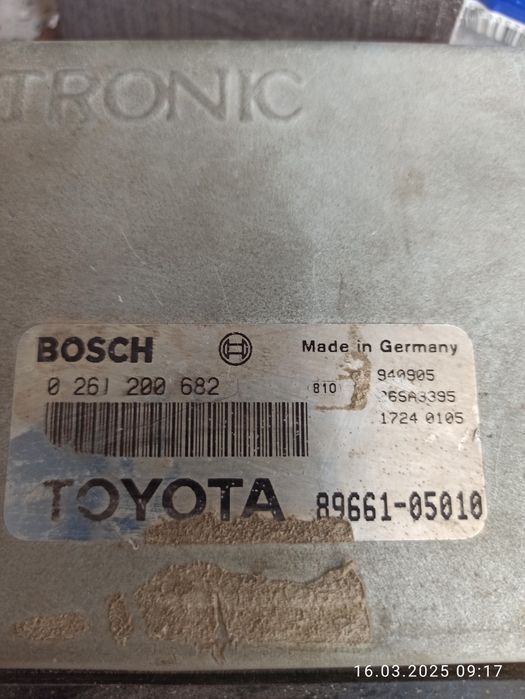 TRONIC
BOSCH Made in Germany
0 261 200 682 810 940905
26SA3395
1724 0105
TOYOTA 89661-05010
16.03.2025 09:17